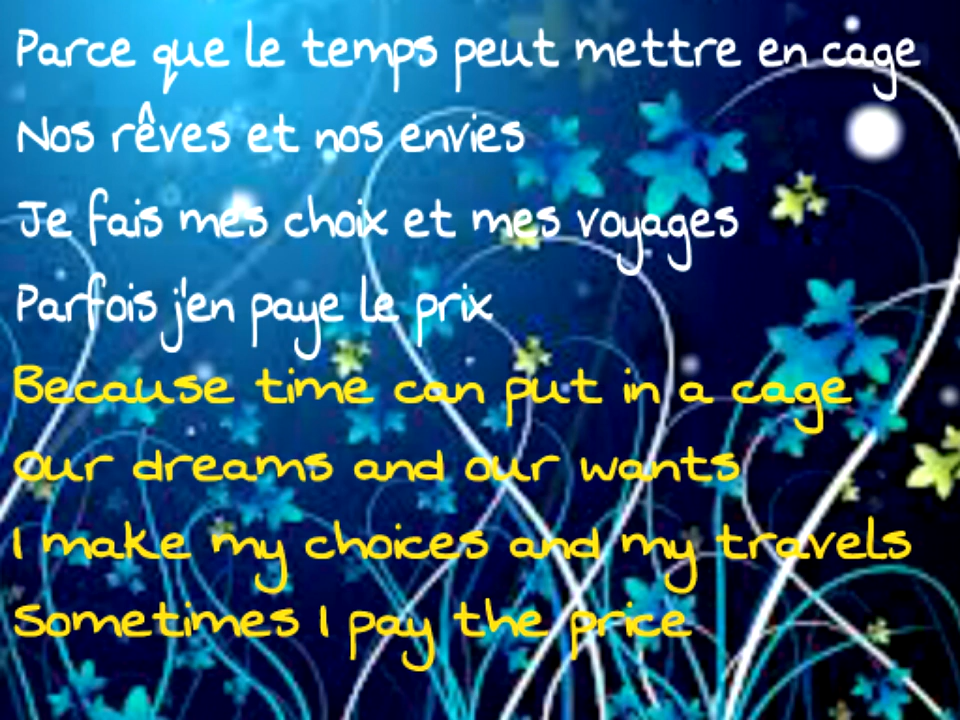 Parce que le temps peut mettre en cage
Nos rêves et nos envies
Je fais mes choix et mes voyages
Parfois j'en paye le prix
Because time can put in a cage
Our dreams and our wants
I make my choices and my travels
Sometimes I pay the price